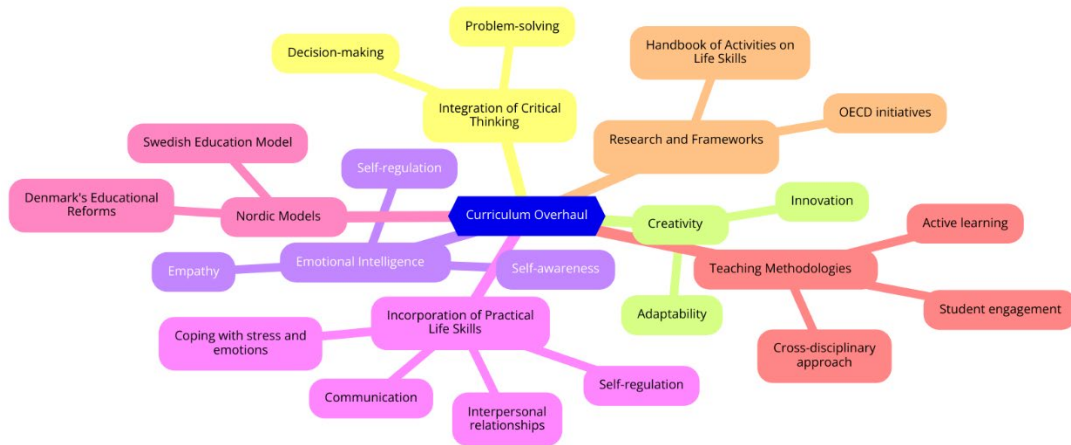 Problem-solving
Decision-making
Integration of Critical
Thinking
Handbook of Activities on
Life Skills
OECD initiatives
Research and Frameworks
Swedish Education Model
Denmark's Educational
Reforms
Nordic Models
Self-regulation
Empathy
Emotional Intelligence
Self-awareness
Curriculum Overhaul
Creativity
Innovation
Adaptability
Active learning
Teaching Methodologies
Student engagement
Cross-disciplinary
approach
Incorporation of Practical
Life Skills
Coping with stress and
emotions
Communication
Interpersonal
relationships
Self-regulation